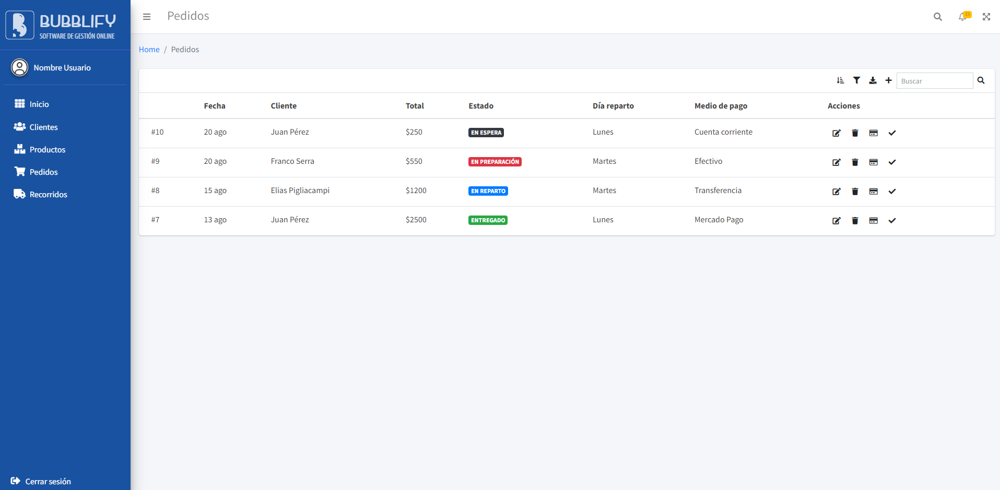 BUBBLIFY
SOFTWARE DE GESTIÓN ONLINE
Nombre Usuario
Inicio
Clientes
Productos
Pedidos
Recorridos
Cerrar sesión
Pedidos
15
Home / Pedidos
Buscar
Fecha Cliente Total Estado Día reparto Medio de pago Acciones
#10 20 ago Juan Pérez $250 EN ESPERA Lunes Cuenta corriente
#9 20 ago Franco Serra $550 EN PREPARACIÓN Martes Efectivo
#8 15 ago Elias Pigliacampi $1200 EN REPARTO Martes Transferencia
#7 13 ago Juan Pérez $2500 ENTREGADO Lunes Mercado Pago